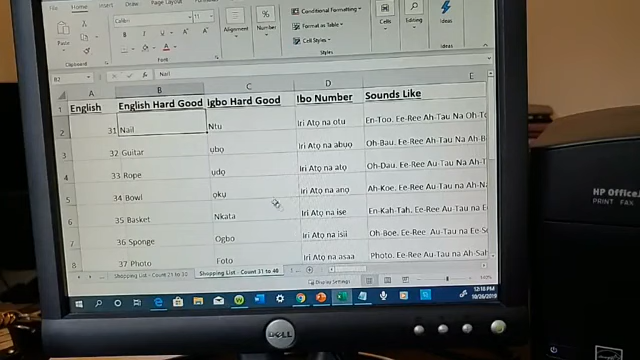 File Home Insert Page Layout
Paste
Calibri 11
Font
Alignment
Number
Conditional Formatting
Format as Table
Cell Styles
Styles
Cells
Editing
Ideas
Ideas
B2 Nail
A B C D E
1 English English Hard Good Igbo Hard Good Ibo Number Sounds Like
2 31 Nail Ntu Iri Atọ na otu En-Too. Ee-Ree Ah-Tau Na Oh-To
3 32 Guitar ụbọ Iri Atọ na abụọ Oh-Bau. Ee-Ree Ah-Tau na Ah-B
4 33 Rope ụdọ Iri Atọ na atọ Oh-Dau. Ee-Ree Ah-Tau na Ah-
5 34 Bowl ọkụ Iri Atọ na anọ Ah-Koe. Ee-Ree Au-Tau na Ah-N
6 35 Basket Nkata Iri Atọ na ise En-Kah-Tah. Ee-Ree Au-Tau na E
7 36 Sponge Ogbo Iri Atọ na isii Oh-Boe. Ee-Ree Au-Tau na Ee-S
8 37 Photo Foto Iri Atọ na asaa Photo. Ee-Ree Au-Tau na Ah-Sah
Shopping List - Count 21 to 30 Shopping List - Count 31 to 40
Display Settings 140%
12:18 PM
10/26/2019
DELL
HP OfficeJ
PRINT FAX